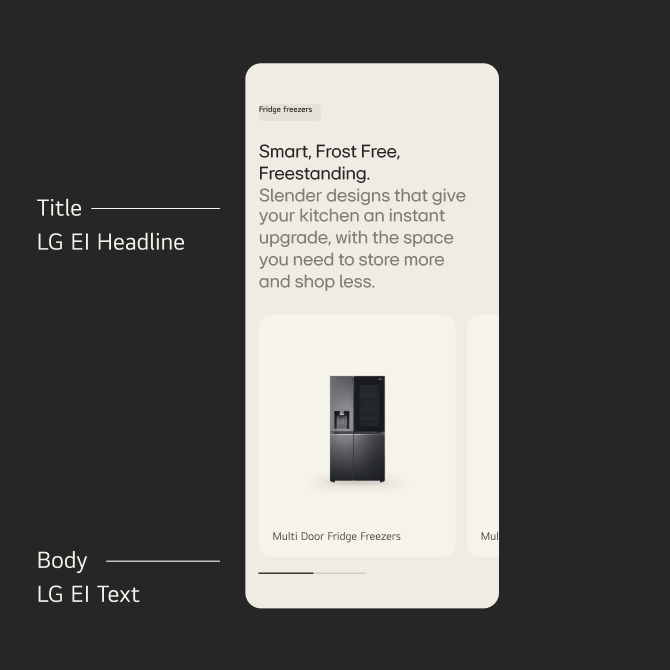 Fridge freezers
Smart, Frost Free,
Freestanding.
Slender designs that give
your kitchen an instant
upgrade, with the space
you need to store more
and shop less.
Title
LG EI Headline
Multi Door Fridge Freezers
Mul
Body
LG EI Text